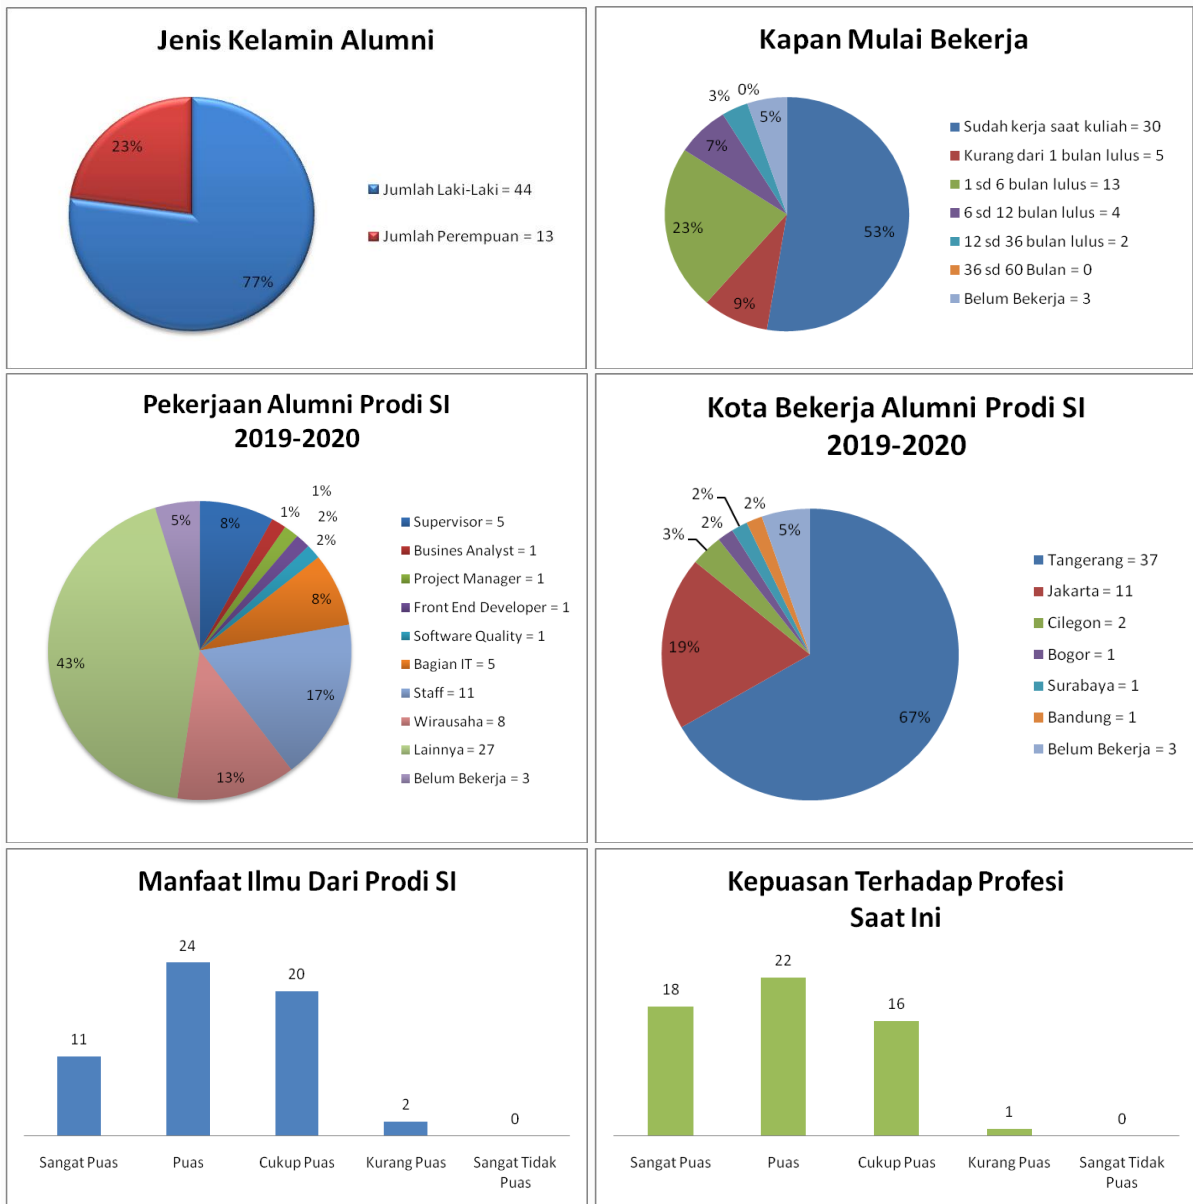 Jenis Kelamin Alumni
23%
77%
Jumlah Laki-Laki = 44
Jumlah Perempuan = 13
Kapan Mulai Bekerja
3%
0%
5%
7%
23%
53%
9%
Sudah kerja saat kuliah = 30
Kurang dari 1 bulan lulus = 5
1 sd 6 bulan lulus = 13
6 sd 12 bulan lulus = 4
12 sd 36 bulan lulus = 2
36 sd 60 Bulan = 0
Belum Bekerja = 3
Pekerjaan Alumni Prodi SI
2019-2020
1%
1%
2%
2%
5%
8%
8%
43%
17%
13%
Supervisor = 5
Busines Analyst = 1
Project Manager = 1
Front End Developer = 1
Software Quality = 1
Bagian IT = 5
Staff = 11
Wirausaha = 8
Lainnya = 27
Belum Bekerja = 3
Kota Bekerja Alumni Prodi SI
2019-2020
2%
2%
2%
3%
5%
19%
67%
Tangerang = 37
Jakarta = 11
Cilegon = 2
Bogor = 1
Surabaya = 1
Bandung = 1
Belum Bekerja = 3
Manfaat Ilmu Dari Prodi SI
11
24
20
2
0
Sangat Puas
Puas
Cukup Puas
Kurang Puas
Sangat Tidak
Puas
Kepuasan Terhadap Profesi
Saat Ini
18
22
16
1
0
Sangat Puas
Puas
Cukup Puas
Kurang Puas
Sangat Tidak
Puas